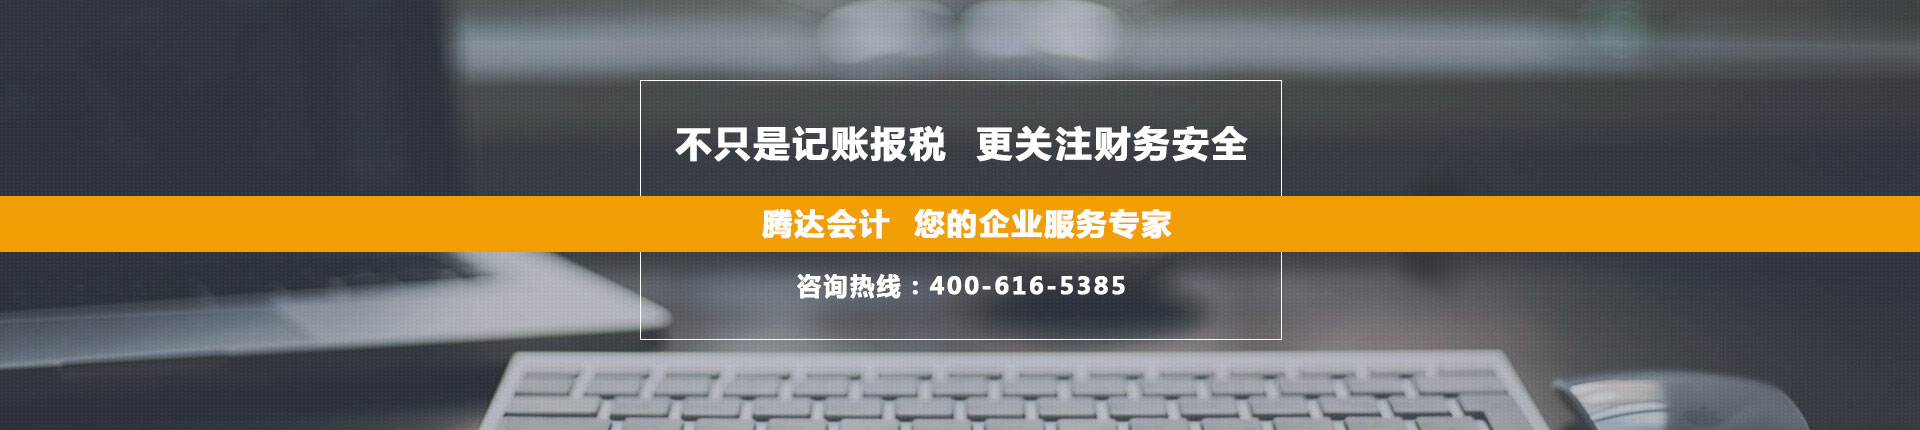 不只是记账报税 更关注财务安全
腾达会计 您的企业服务专家
咨询热线：400-616-5385